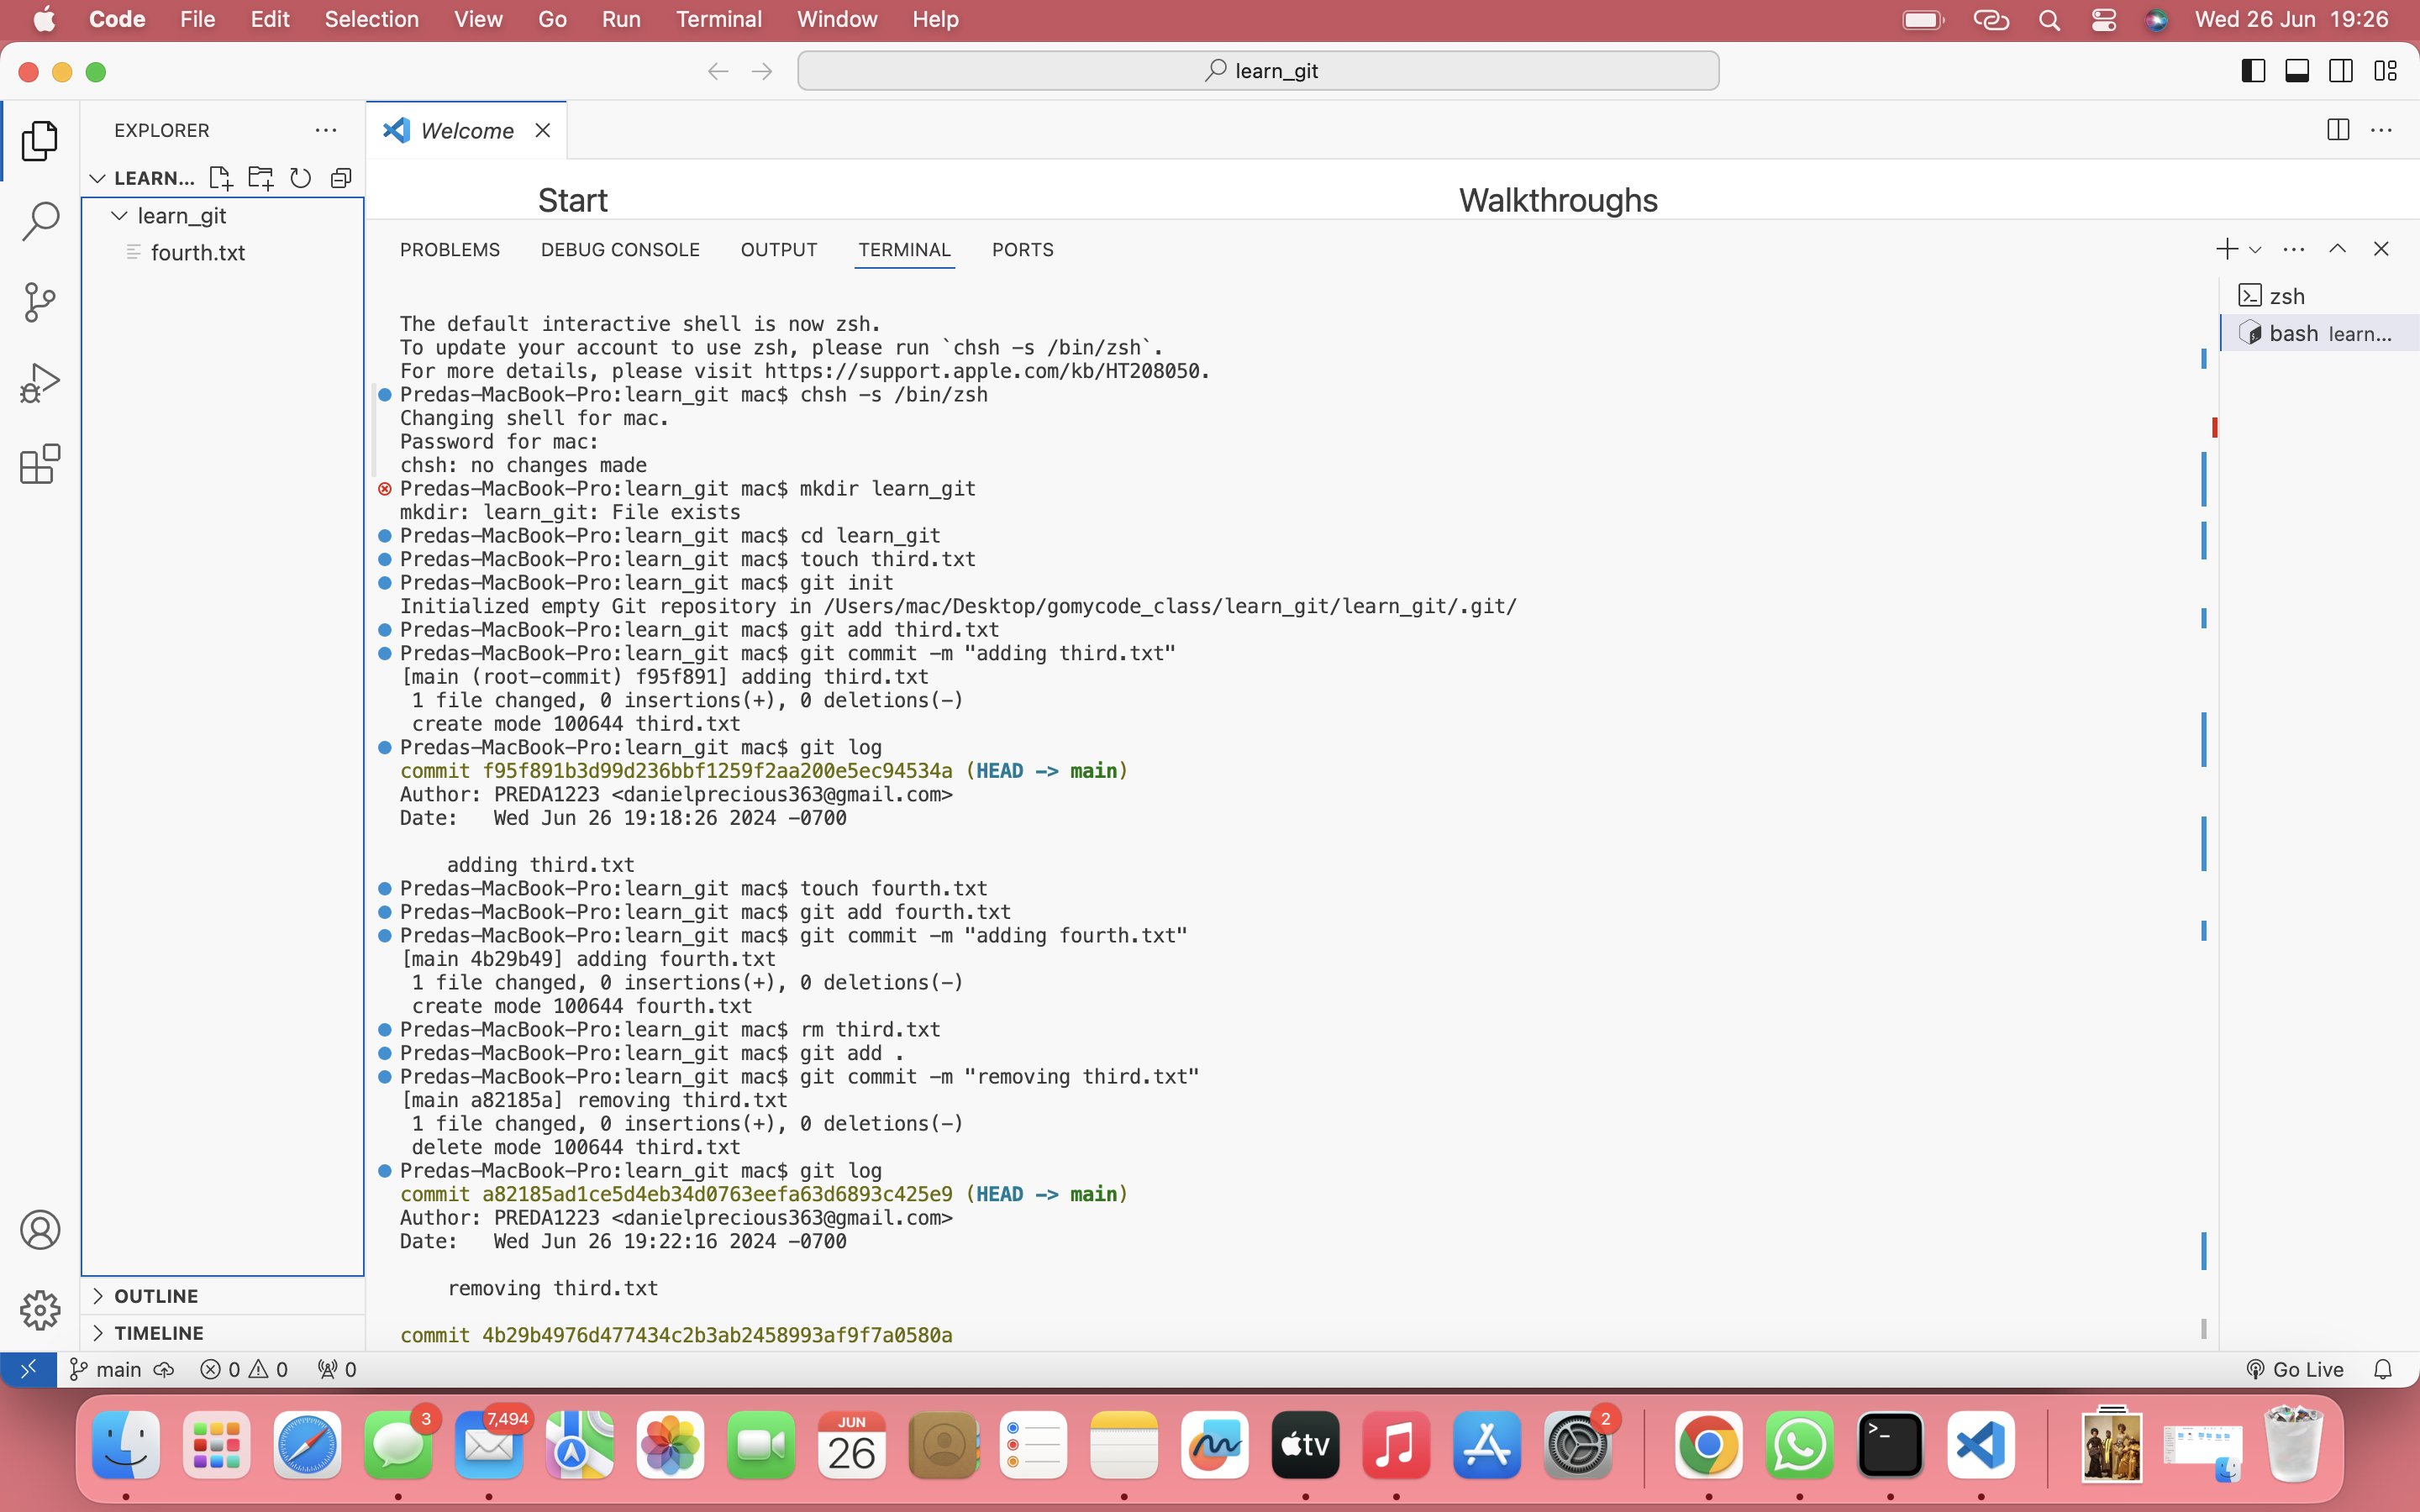 Code File Edit Selection View Go Run Terminal Window Help Wed 26 Jun 19:26
learn_git
EXPLORER
Welcome
LEARN...
learn_git
fourth.txt
Start Walkthroughs
PROBLEMS DEBUG CONSOLE OUTPUT TERMINAL PORTS
zsh
bash learn...
The default interactive shell is now zsh.
To update your account to use zsh, please run `chsh -s /bin/zsh`.
For more details, please visit https://support.apple.com/kb/HT208050.
Predas-MacBook-Pro:learn_git mac$ chsh -s /bin/zsh
Changing shell for mac.
Password for mac:
chsh: no changes made
Predas-MacBook-Pro:learn_git mac$ mkdir learn_git
mkdir: learn_git: File exists
Predas-MacBook-Pro:learn_git mac$ cd learn_git
Predas-MacBook-Pro:learn_git mac$ touch third.txt
Predas-MacBook-Pro:learn_git mac$ git init
Initialized empty Git repository in /Users/mac/Desktop/gomycode_class/learn_git/learn_git/.git/
Predas-MacBook-Pro:learn_git mac$ git add third.txt
Predas-MacBook-Pro:learn_git mac$ git commit -m "adding third.txt"
[main (root-commit) f95f891] adding third.txt
1 file changed, 0 insertions(+), 0 deletions(-)
create mode 100644 third.txt
Predas-MacBook-Pro:learn_git mac$ git log
commit f95f891b3d99d236bbf1259f2aa200e5ec94534a (HEAD -> main)
Author: PREDA1223 <danielprecious363@gmail.com>
Date: Wed Jun 26 19:18:26 2024 -0700
adding third.txt
Predas-MacBook-Pro:learn_git mac$ touch fourth.txt
Predas-MacBook-Pro:learn_git mac$ git add fourth.txt
Predas-MacBook-Pro:learn_git mac$ git commit -m "adding fourth.txt"
[main 4b29b49] adding fourth.txt
1 file changed, 0 insertions(+), 0 deletions(-)
create mode 100644 fourth.txt
Predas-MacBook-Pro:learn_git mac$ rm third.txt
Predas-MacBook-Pro:learn_git mac$ git add .
Predas-MacBook-Pro:learn_git mac$ git commit -m "removing third.txt"
[main a82185a] removing third.txt
1 file changed, 0 insertions(+), 0 deletions(-)
delete mode 100644 third.txt
Predas-MacBook-Pro:learn_git mac$ git log
commit a82185ad1ce5d4eb34d0763eefa63d6893c425e9 (HEAD -> main)
Author: PREDA1223 <danielprecious363@gmail.com>
Date: Wed Jun 26 19:22:16 2024 -0700
removing third.txt
commit 4b29b4976d477434c2b3ab2458993af9f7a0580a
OUTLINE
TIMELINE
main 0 0 0 Go Live
3 7,494 JUN 26 tv 2